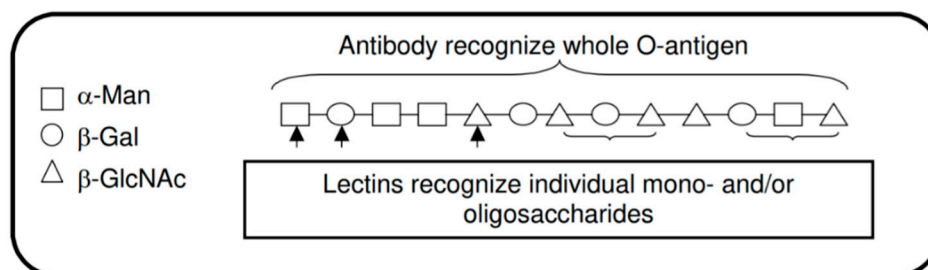 Antibody recognize whole O-antigen
α-Man
β-Gal
β-GlcNAc
Lectins recognize individual mono- and/or
oligosaccharides